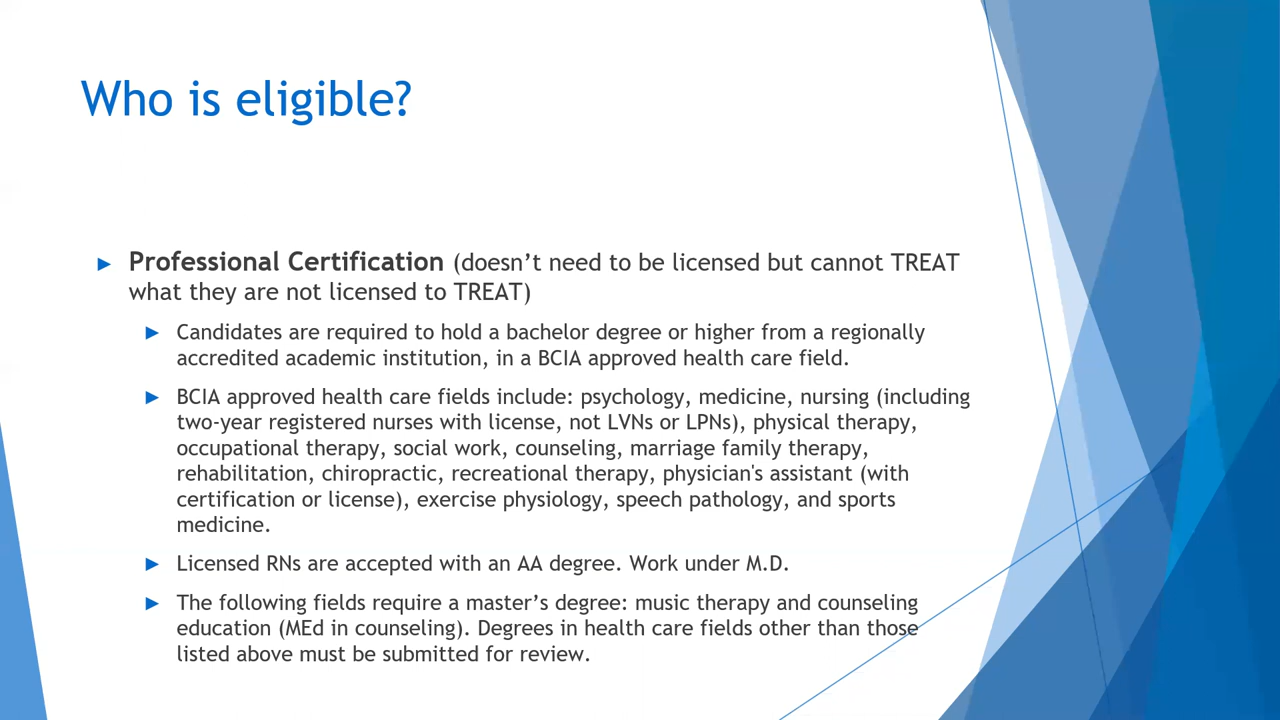 Who is eligible?
Professional Certification (doesn’t need to be licensed but cannot TREAT
what they are not licensed to TREAT)
Candidates are required to hold a bachelor degree or higher from a regionally
accredited academic institution, in a BCIA approved health care field.
BCIA approved health care fields include: psychology, medicine, nursing (including
two-year registered nurses with license, not LVNs or LPNs), physical therapy,
occupational therapy, social work, counseling, marriage family therapy,
rehabilitation, chiropractic, recreational therapy, physician's assistant (with
certification or license), exercise physiology, speech pathology, and sports
medicine.
Licensed RNs are accepted with an AA degree. Work under M.D.
The following fields require a master’s degree: music therapy and counseling
education (MEd in counseling). Degrees in health care fields other than those
listed above must be submitted for review.